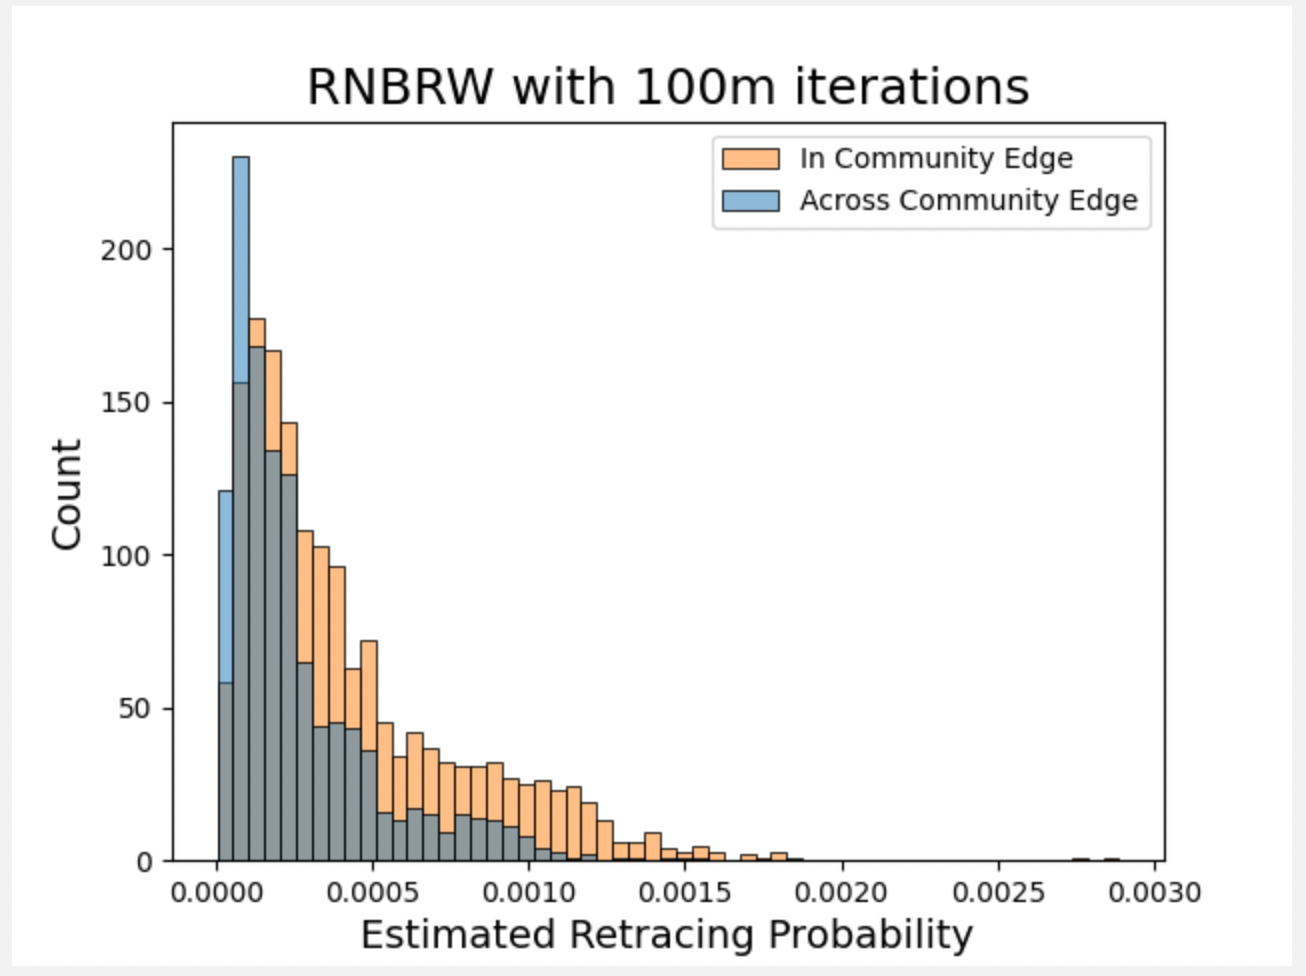 RNBRW with 100m iterations
In Community Edge
Across Community Edge
Count
200
150
100
50
0
0.0000 0.0005 0.0010 0.0015 0.0020 0.0025 0.0030
Estimated Retracing Probability